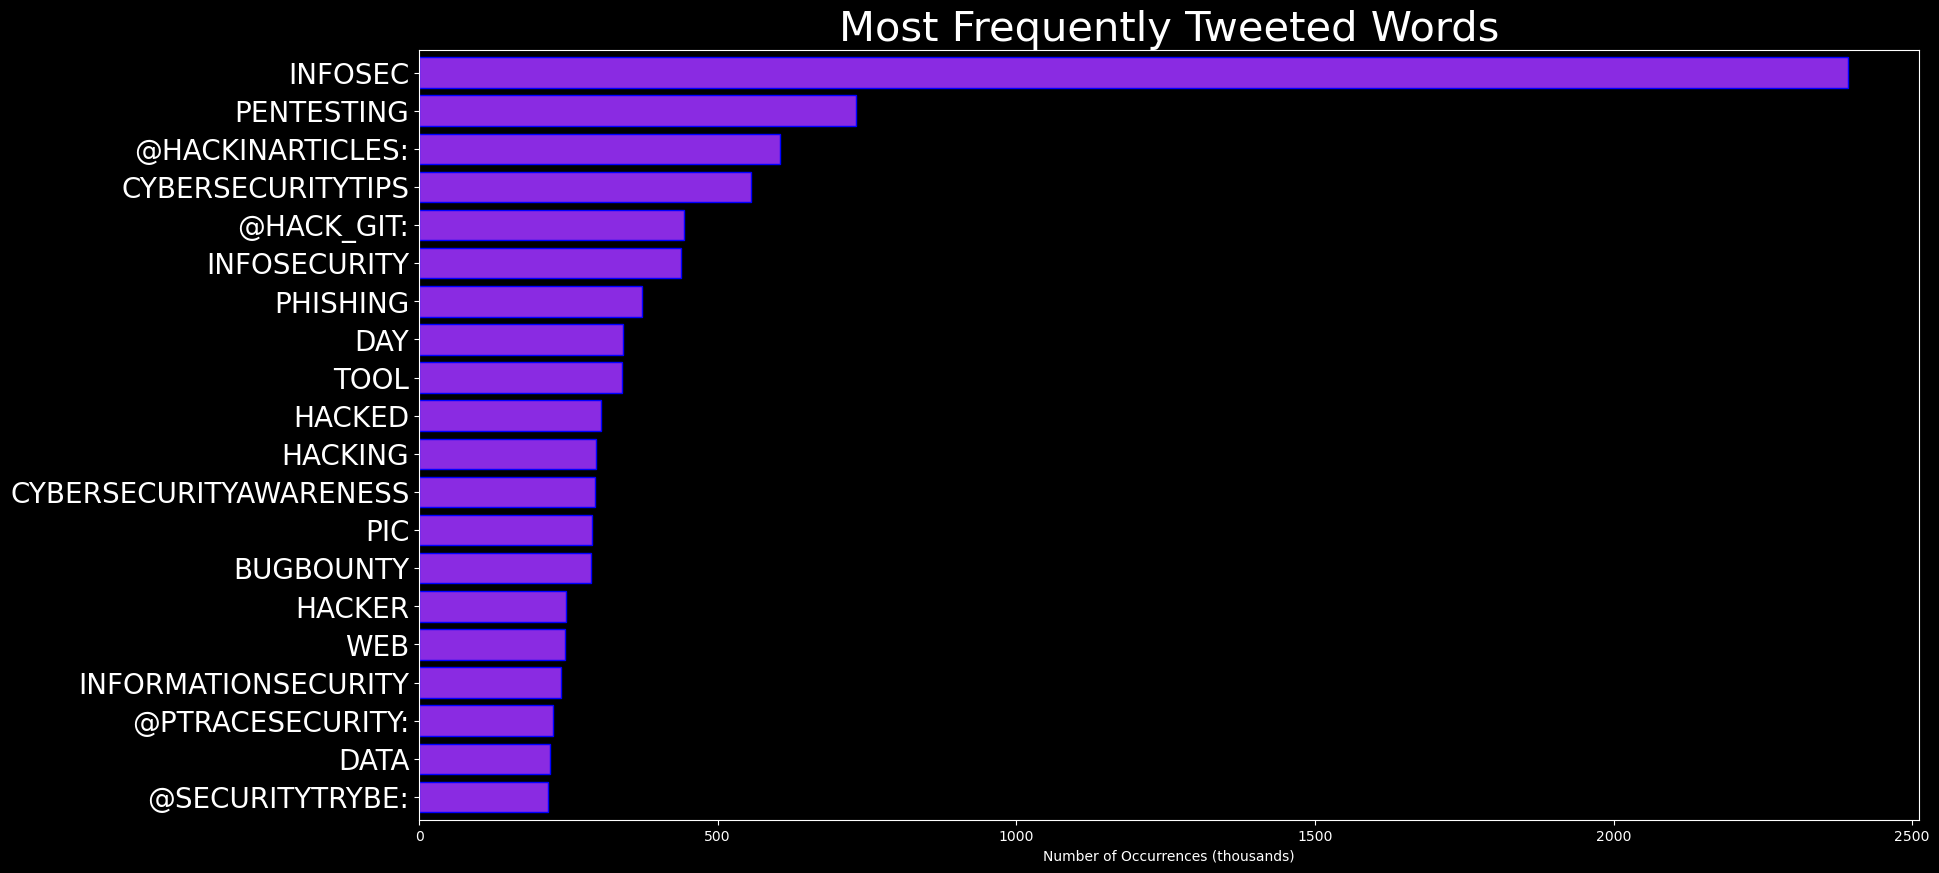 Most Frequently Tweeted Words
INFOSEC
PENTESTING
@HACKINARTICLES:
CYBERSECURITYTIPS
@HACK_GIT:
INFOSECURITY
PHISHING
DAY
TOOL
HACKED
HACKING
CYBERSECURITYAWARENESS
PIC
BUGBOUNTY
HACKER
WEB
INFORMATIONSECURITY
@PTRACESECURITY:
DATA
@SECURITYTRYBE:
0 500 1000 1500 2000 2500
Number of Occurrences (thousands)